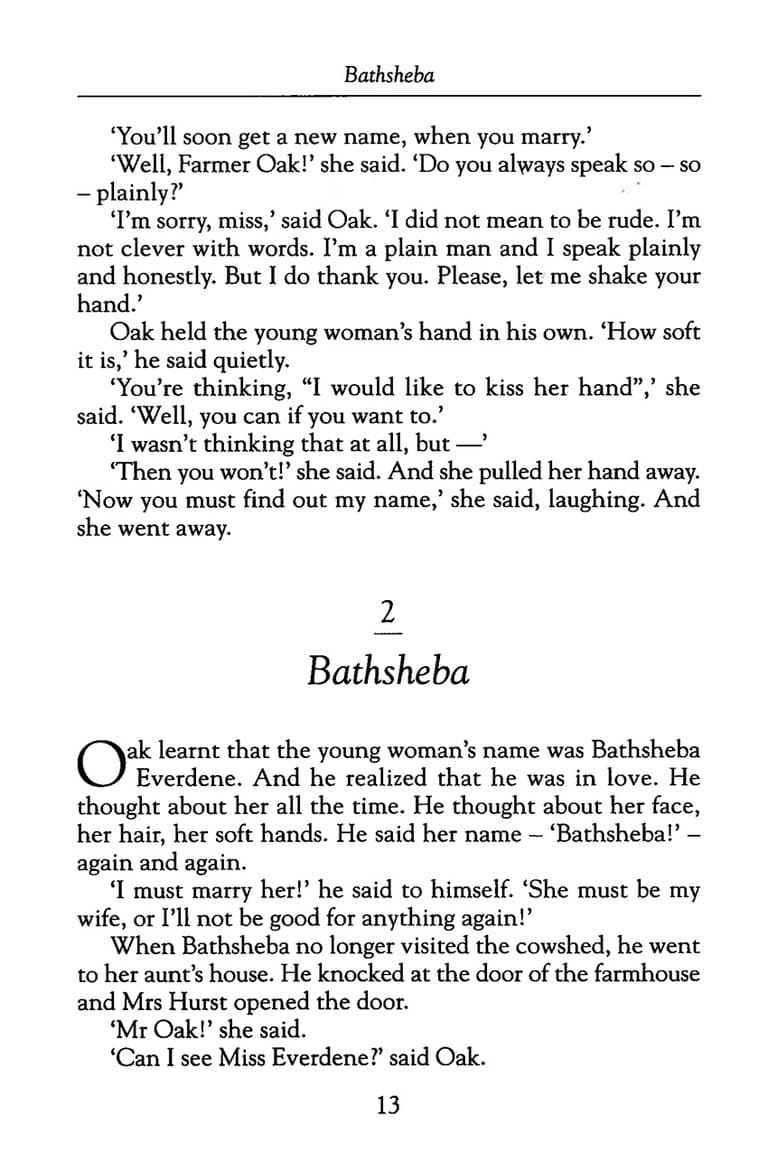 Bathsheba
‘You’ll soon get a new name, when you marry.’
‘Well, Farmer Oak!’ she said. ‘Do you always speak so – so
– plainly?’
‘I’m sorry, miss,’ said Oak. ‘I did not mean to be rude. I’m
not clever with words. I’m a plain man and I speak plainly
and honestly. But I do thank you. Please, let me shake your
hand.’
Oak held the young woman’s hand in his own. ‘How soft
it is,’ he said quietly.
‘You’re thinking, “I would like to kiss her hand”,’ she
said. ‘Well, you can if you want to.’
‘I wasn’t thinking that at all, but —’
‘Then you won’t!’ she said. And she pulled her hand away.
‘Now you must find out my name,’ she said, laughing. And
she went away.
2
Bathsheba
Oak learnt that the young woman’s name was Bathsheba
Everdene. And he realized that he was in love. He
thought about her all the time. He thought about her face,
her hair, her soft hands. He said her name – ‘Bathsheba!’ –
again and again.
‘I must marry her!’ he said to himself. ‘She must be my
wife, or I’ll not be good for anything again!’
When Bathsheba no longer visited the cowshed, he went
to her aunt’s house. He knocked at the door of the farmhouse
and Mrs Hurst opened the door.
‘Mr Oak!’ she said.
‘Can I see Miss Everdene?’ said Oak.
13